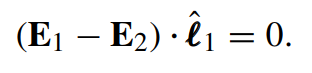 (𝐄₁ − 𝐄₂) · ℓ̂₁ = 0.